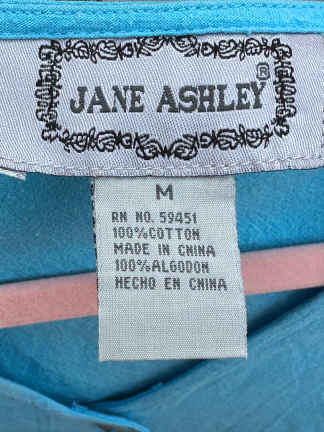 JANE ASHLEY®
M
RN NO. 59451
100%COTTON
MADE IN CHINA
100%ALGODON
HECHO EN CHINA